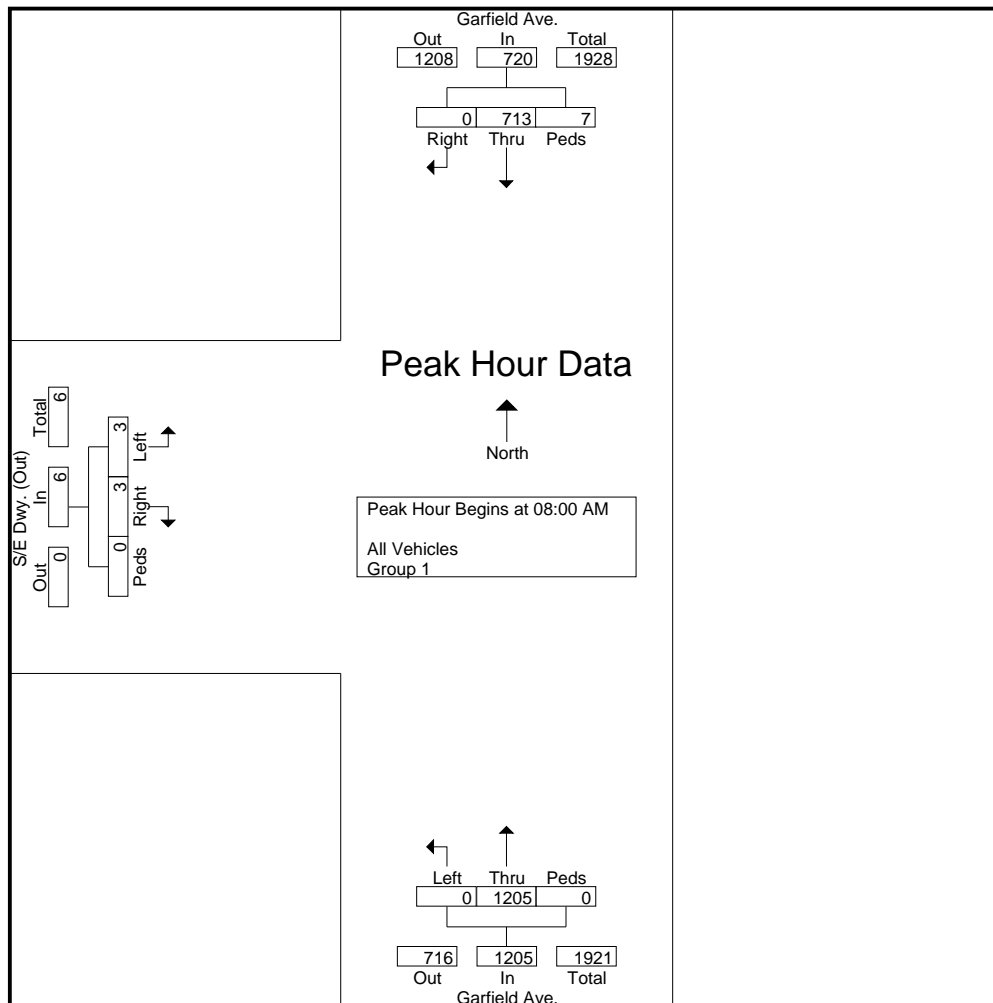 Garfield Ave.
Out In Total
1208 720 1928
0 713 7
Right Thru Peds
Peak Hour Data
North
Peak Hour Begins at 08:00 AM
All Vehicles
Group 1
S/E Dwy. (Out)
Out In Total
0 6 6
0 3 3
Peds Right Left
Left Thru Peds
0 1205 0
716 1205 1921
Out In Total
Garfield Ave.